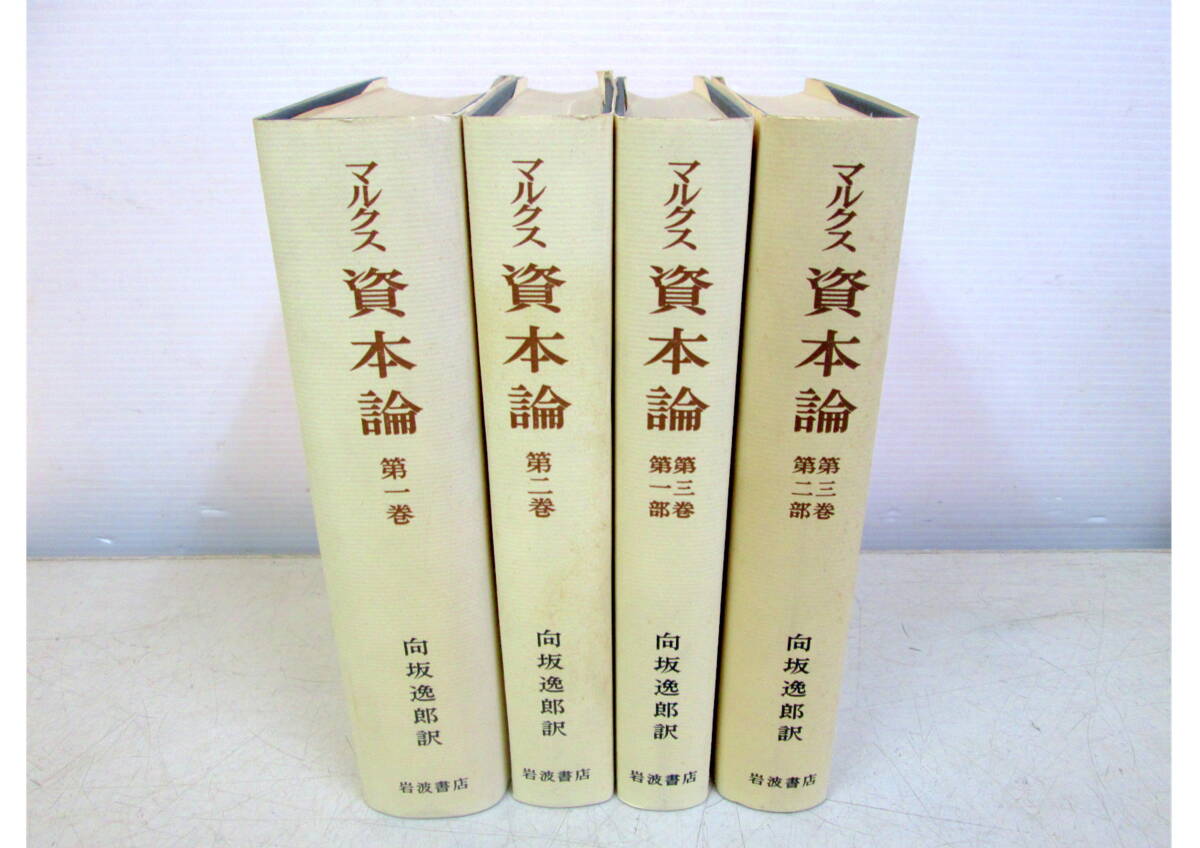 マルクス
資本論
第一巻
向坂逸郎訳
岩波書店
マルクス
資本論
第二巻
向坂逸郎訳
岩波書店
マルクス
資本論
第三巻
第一部
向坂逸郎訳
岩波書店
マルクス
資本論
第三巻
第二部
向坂逸郎訳
岩波書店